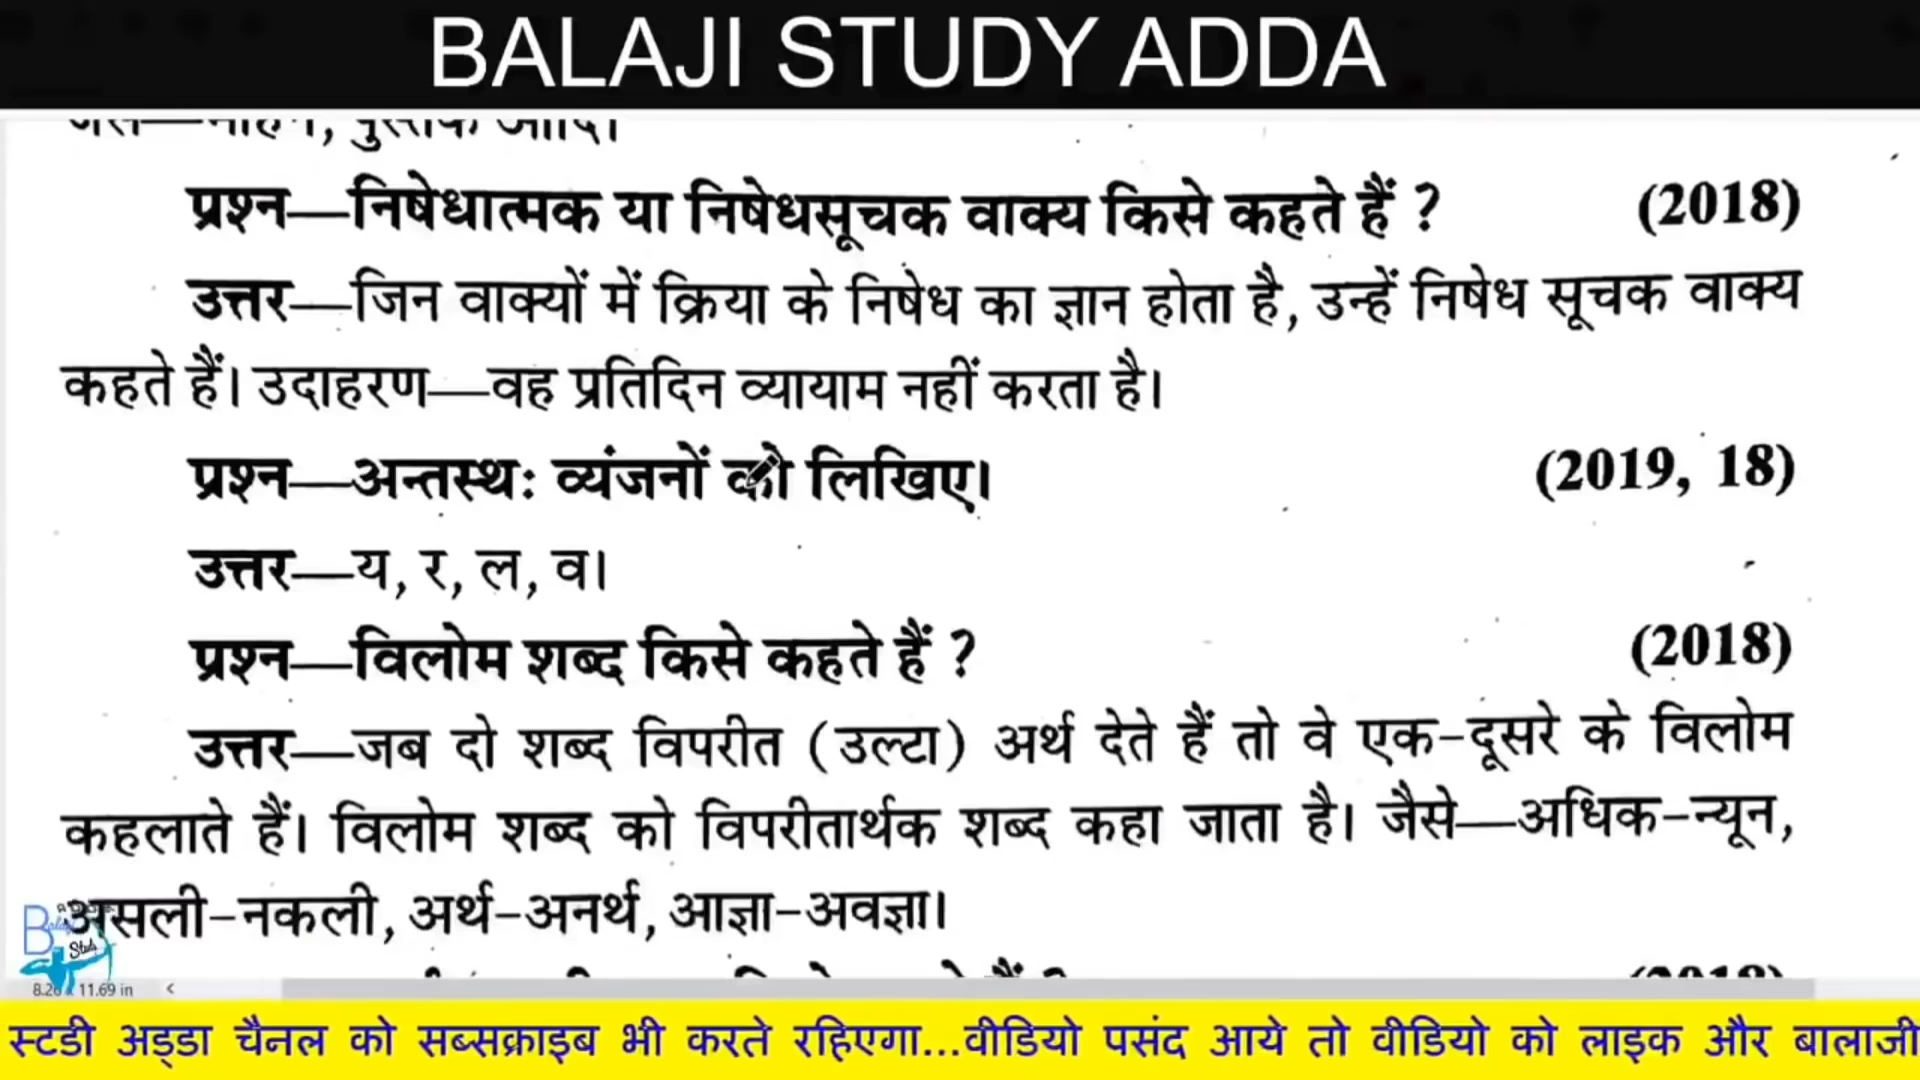 BALAJI STUDY ADDA
प्रश्न—निषेधात्मक या निषेधसूचक वाक्य किसे कहते हैं ? (2018)
उत्तर—जिन वाक्यों में क्रिया के निषेध का ज्ञान होता है, उन्हें निषेध सूचक वाक्य
कहते हैं। उदाहरण—वह प्रतिदिन व्यायाम नहीं करता है।
प्रश्न—अन्तस्थः व्यंजनों को लिखिए। (2019, 18)
उत्तर—य, र, ल, व।
प्रश्न—विलोम शब्द किसे कहते हैं ? (2018)
उत्तर—जब दो शब्द विपरीत (उल्टा) अर्थ देते हैं तो वे एक-दूसरे के विलोम
कहलाते हैं। विलोम शब्द को विपरीतार्थक शब्द कहा जाता है। जैसे—अधिक-न्यून,
असली-नकली, अर्थ-अनर्थ, आज्ञा-अवज्ञा।
11.69 in
स्टडी अड्डा चैनल को सब्सक्राइब भी करते रहिएगा...वीडियो पसंद आये तो वीडियो को लाइक और बालाजी